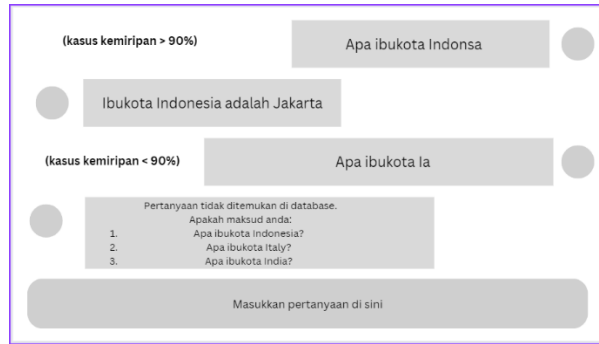 (kasus kemiripan > 90%)
Apa ibukota Indonsa
Ibukota Indonesia adalah Jakarta
(kasus kemiripan < 90%)
Apa ibukota Ia
Pertanyaan tidak ditemukan di database.
Apakah maksud anda:
1. Apa ibukota Indonesia?
2. Apa ibukota Italy?
3. Apa ibukota India?
Masukkan pertanyaan di sini